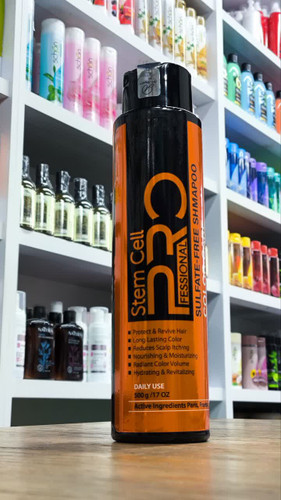 Stem Cell
PRO
FESSIONAL
SULFATE-FREE SHMAPOO
Protect & Revive Hair
Long Lasting Color
Reduces Scalp Itching
Nourishing & Moisturizing
Radiant Color Volume
Hydrating & Revitalizing
DAILY USE
500 g / 17 OZ
Active Ingredients